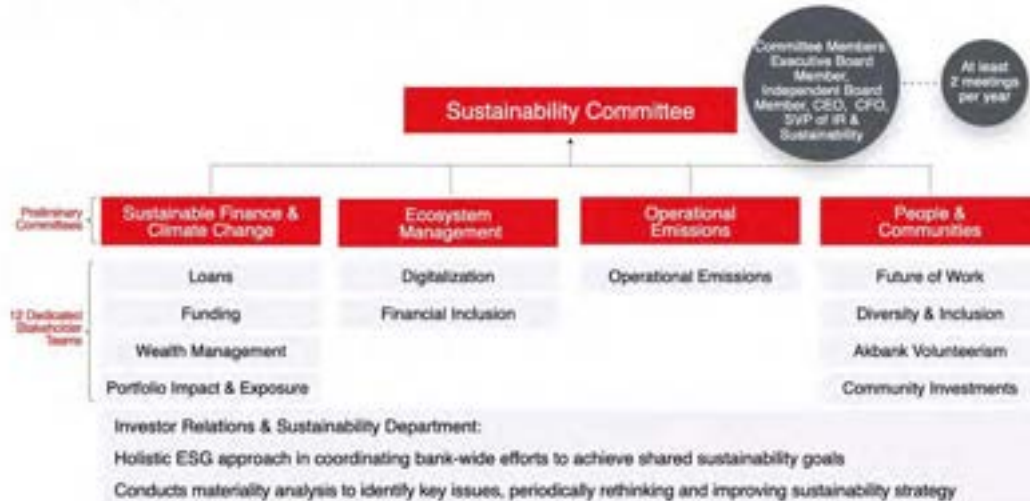 Committee Members
Executive Board
Member,
Independent Board
Member, CEO, CFO,
SVP of IR &
Sustainability
At least
2 meetings
per year
Sustainability Committee
Preliminary
Committees
Sustainable Finance &
Climate Change
Ecosystem
Management
Operational
Emissions
People &
Communities
12 Dedicated
Stakeholder
Teams
Loans
Funding
Wealth Management
Portfolio Impact & Exposure
Digitalization
Financial Inclusion
Operational Emissions
Future of Work
Diversity & Inclusion
Akbank Volunteerism
Community Investments
Investor Relations & Sustainability Department:
Holistic ESG approach in coordinating bank-wide efforts to achieve shared sustainability goals
Conducts materiality analysis to identify key issues, periodically rethinking and improving sustainability strategy